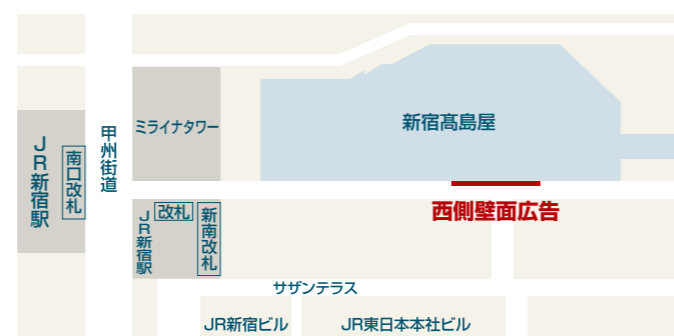 JR新宿駅
南口改札
甲州街道
ミライナタワー
新宿髙島屋
JR新宿駅
改札
新南改札
西側壁面広告
サザンテラス
JR新宿ビル
JR東日本本社ビル